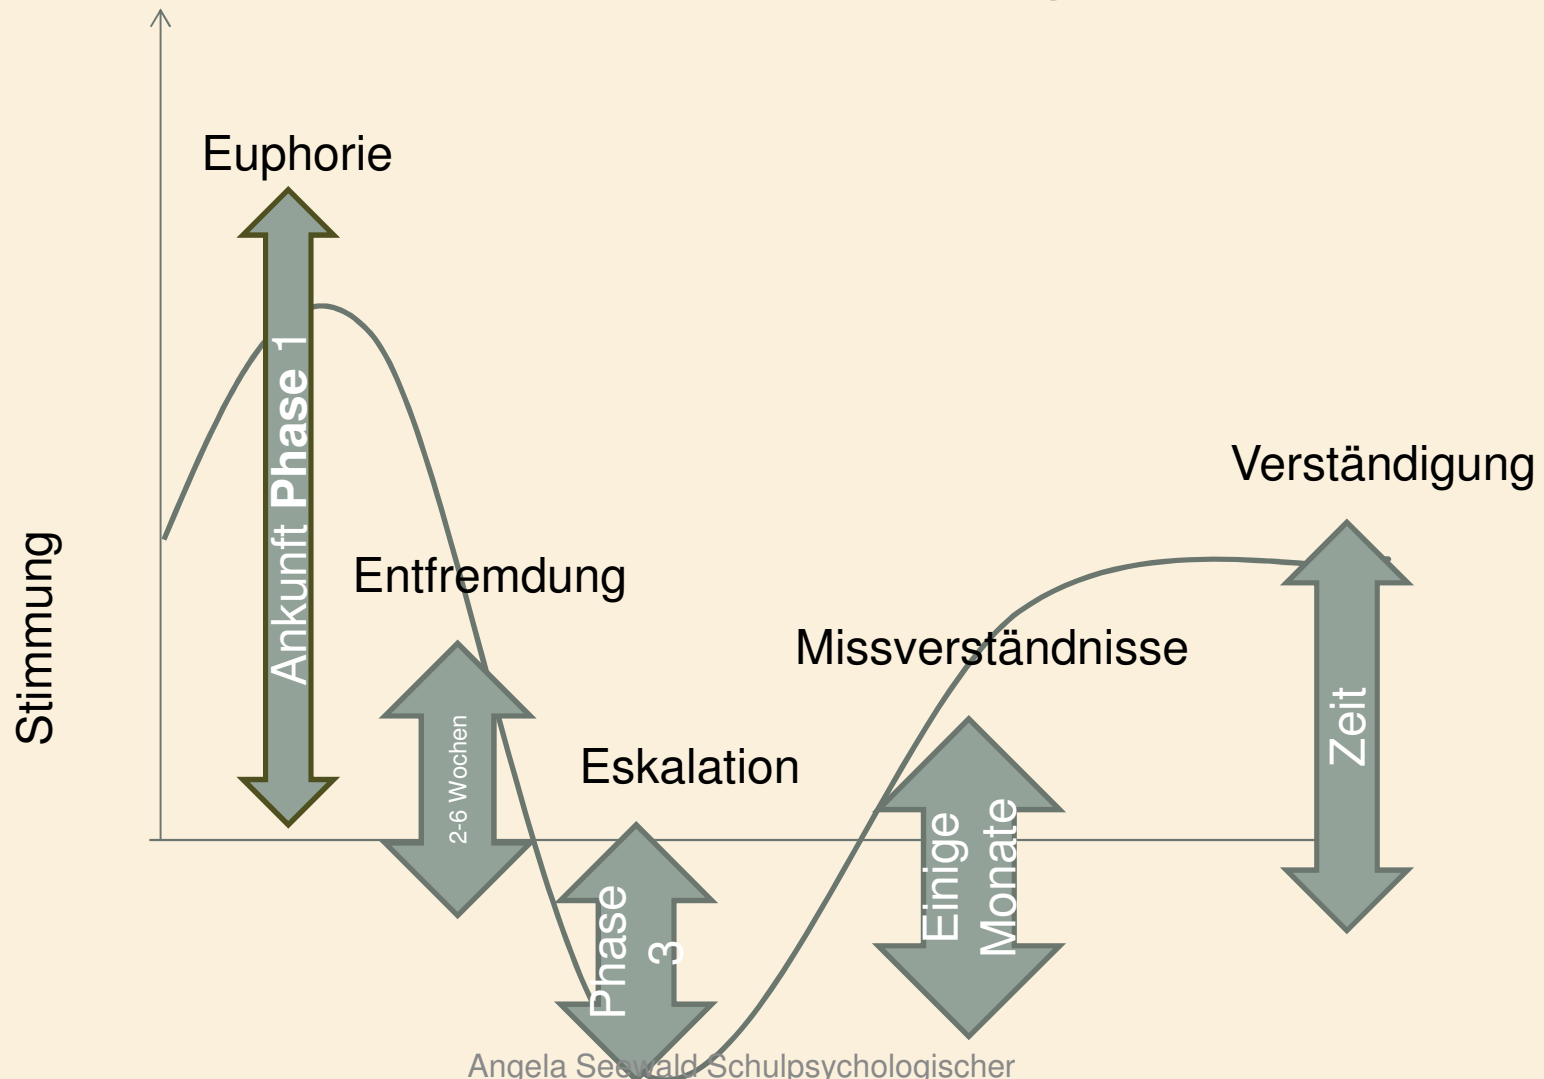 Euphorie
Ankunft Phase 1
Verständigung
Stimmung
Entfremdung
Missverständnisse
Zeit
2-6 Wochen
Eskalation
Einige
Monate
Phase
3
Angela Seewald Schulpsychologischer